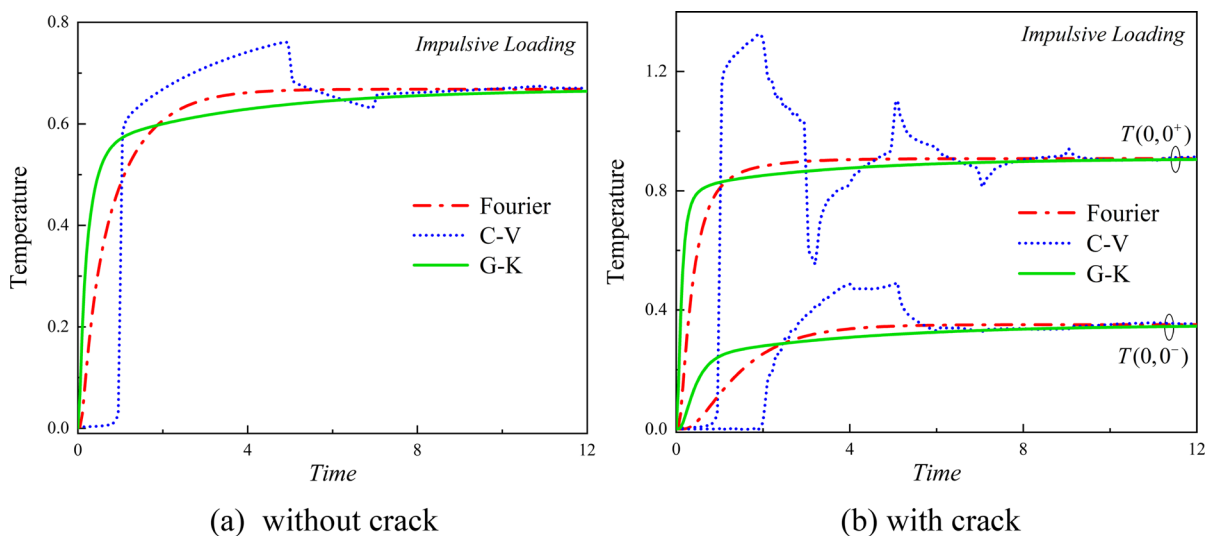 0.8
0.6
0.4
0.2
0.0
Temperature
Impulsive Loading
Fourier
C-V
G-K
0
4
8
12
Time
(a) without crack
1.2
0.8
0.4
0.0
Temperature
Impulsive Loading
T(0,0⁺)
Fourier
C-V
G-K
T(0,0⁻)
0
4
8
12
Time
(b) with crack